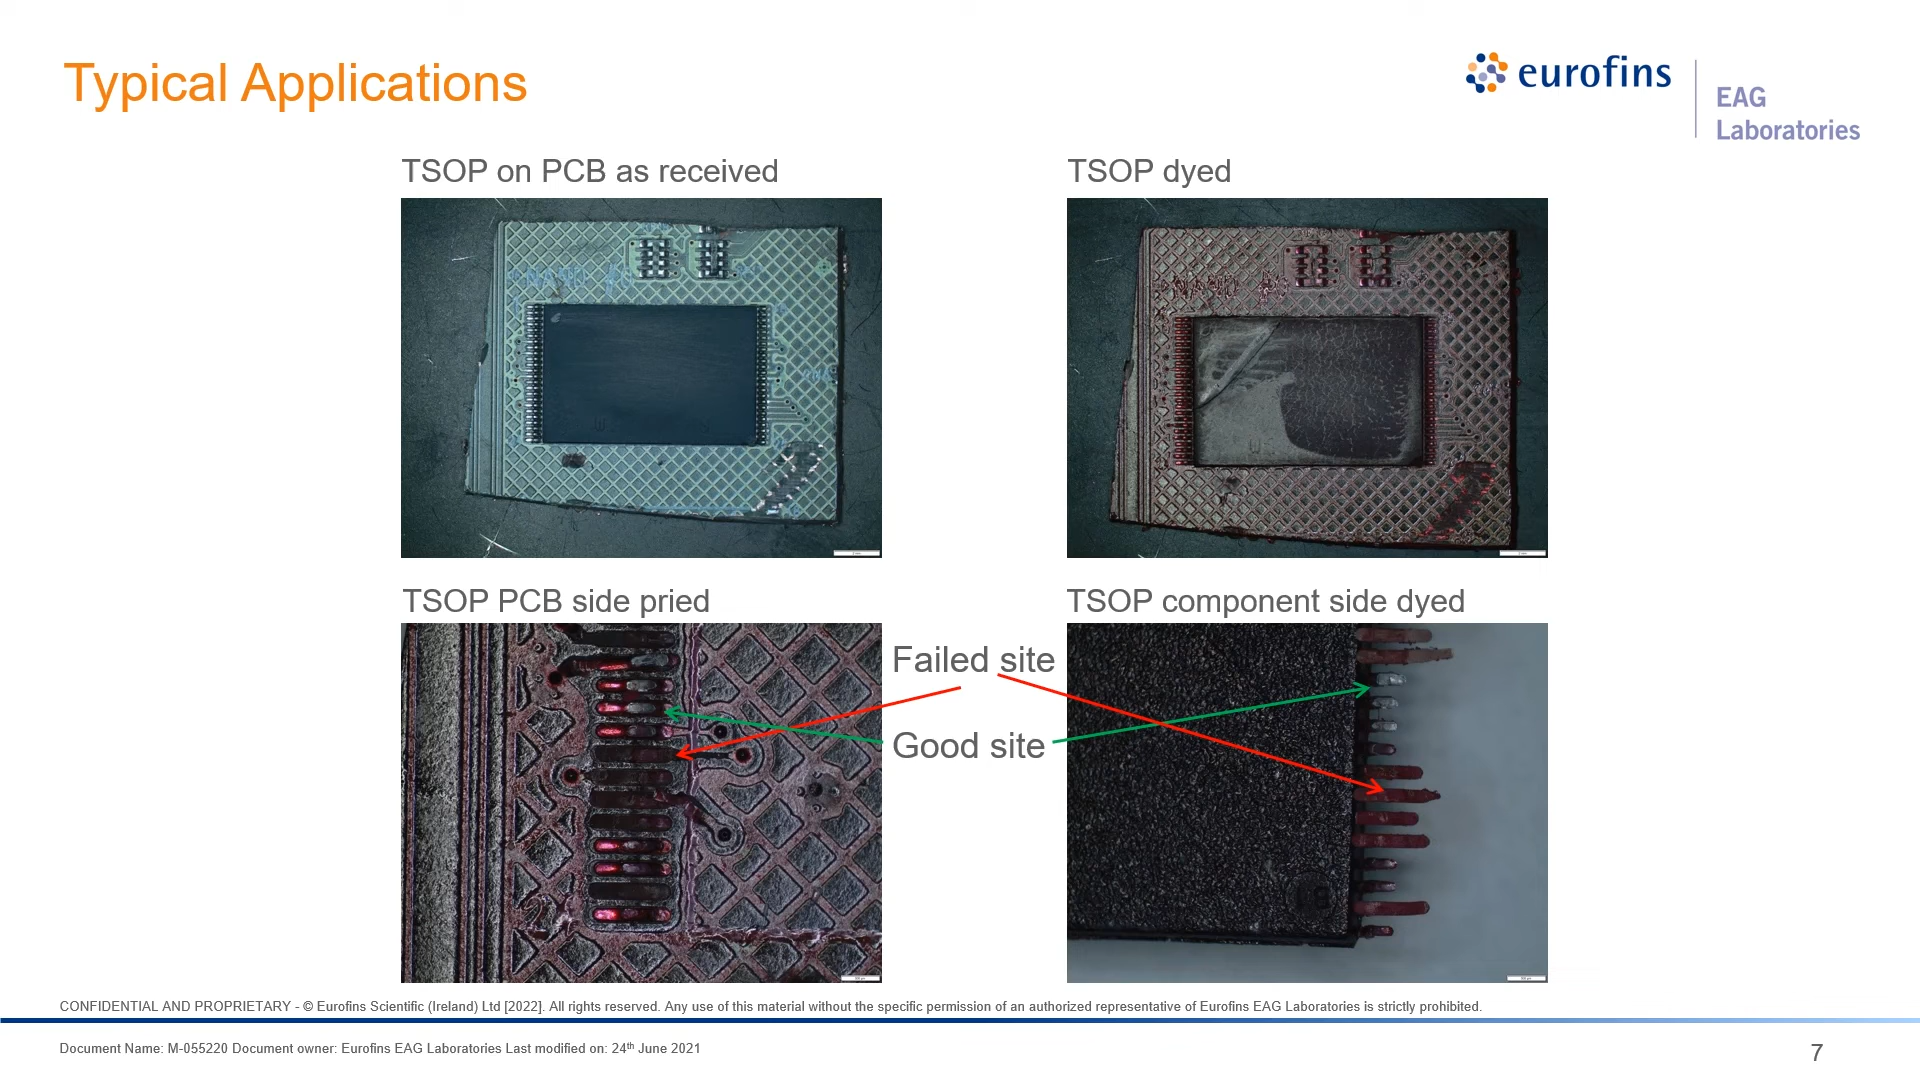 Typical Applications
eurofins
EAG
Laboratories
TSOP on PCB as received
TSOP dyed
TSOP PCB side pried
TSOP component side dyed
Failed site
Good site
CONFIDENTIAL AND PROPRIETARY - © Eurofins Scientific (Ireland) Ltd [2022]. All rights reserved. Any use of this material without the specific permission of an authorized representative of Eurofins EAG Laboratories is strictly prohibited.
Document Name: M-055220 Document owner: Eurofins EAG Laboratories Last modified on: 24th June 2021
7